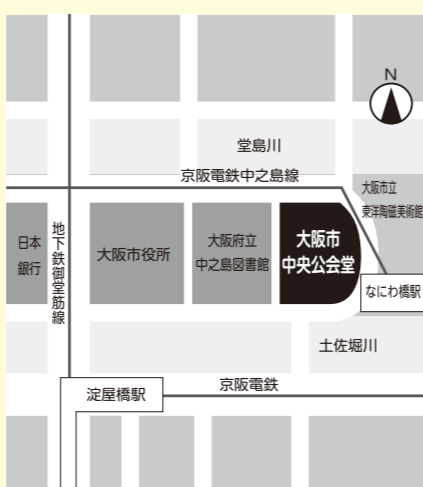 N
堂島川
京阪電鉄中之島線
大阪市立
東洋陶磁美術館
日本
銀行
地下鉄御堂筋線
大阪市役所
大阪府立
中之島図書館
大阪市
中央公会堂
なにわ橋駅
土佐堀川
淀屋橋駅
京阪電鉄